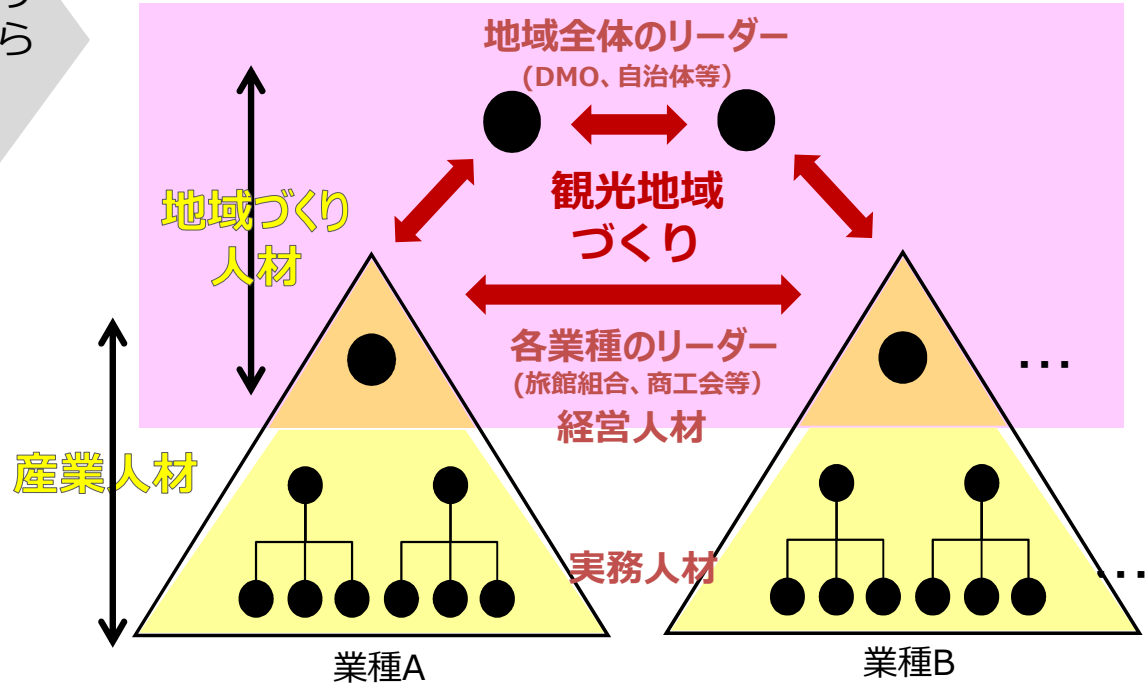 ら
地域全体のリーダー
(DMO、自治体等）
観光地域
づくり
地域づくり
人材
各業種のリーダー
(旅館組合、商工会等）
経営人材
…
産業人材
実務人材
…
業種A
業種B